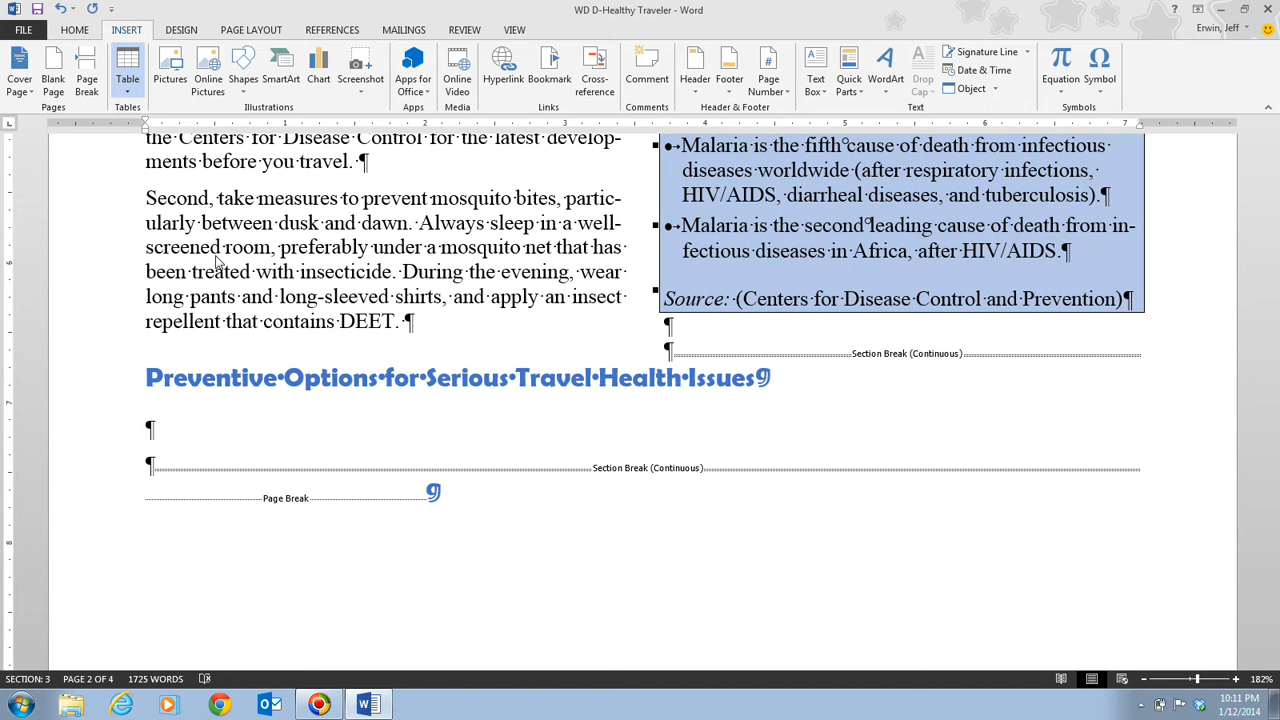 WD D-Healthy Traveler - Word
FILE HOME INSERT DESIGN PAGE LAYOUT REFERENCES MAILINGS REVIEW VIEW
Erwin, Jeff
Cover Page
Blank Page
Page Break
Table
Pictures
Online Pictures
Shapes
SmartArt
Chart
Screenshot
Apps for Office
Online Video
Hyperlink
Bookmark
Cross-reference
Comment
Header
Footer
Page Number
Text Box
Quick Parts
WordArt
Drop Cap
Signature Line
Date & Time
Object
Equation
Symbol
Pages Tables Illustrations Apps Media Links Comments Header & Footer Text Symbols
1 2 3 4 5 6 7
the Centers for Disease Control for the latest develop-
ments before you travel. ¶
Second, take measures to prevent mosquito bites, partic-
ularly between dusk and dawn. Always sleep in a well-
screened room, preferably under a mosquito net that has
been treated with insecticide. During the evening, wear
long pants and long-sleeved shirts, and apply an insect
repellent that contains DEET. ¶
Malaria is the fifth cause of death from infectious
diseases worldwide (after respiratory infections,
HIV/AIDS, diarrheal diseases, and tuberculosis).¶
Malaria is the second leading cause of death from in-
fectious diseases in Africa, after HIV/AIDS.¶
Source: (Centers for Disease Control and Prevention)¶
¶
¶ Section Break (Continuous)
Preventive Options for Serious Travel Health Issues¶
¶
¶ Section Break (Continuous)
Page Break ¶
6
7
8
SECTION: 3 PAGE 2 OF 4 1725 WORDS
182%
10:11 PM
1/12/2014